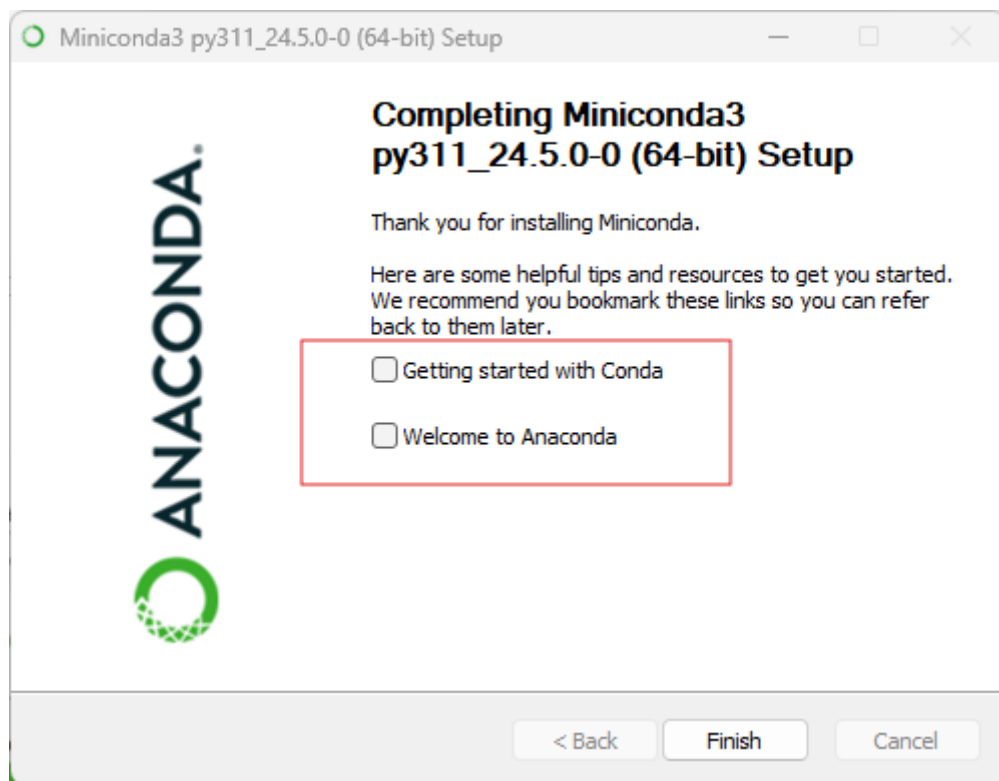 Miniconda3 py311_24.5.0-0 (64-bit) Setup
Completing Miniconda3
py311_24.5.0-0 (64-bit) Setup
Thank you for installing Miniconda.
Here are some helpful tips and resources to get you started.
We recommend you bookmark these links so you can refer
back to them later.
Getting started with Conda
Welcome to Anaconda
ANACONDA.
< Back
Finish
Cancel